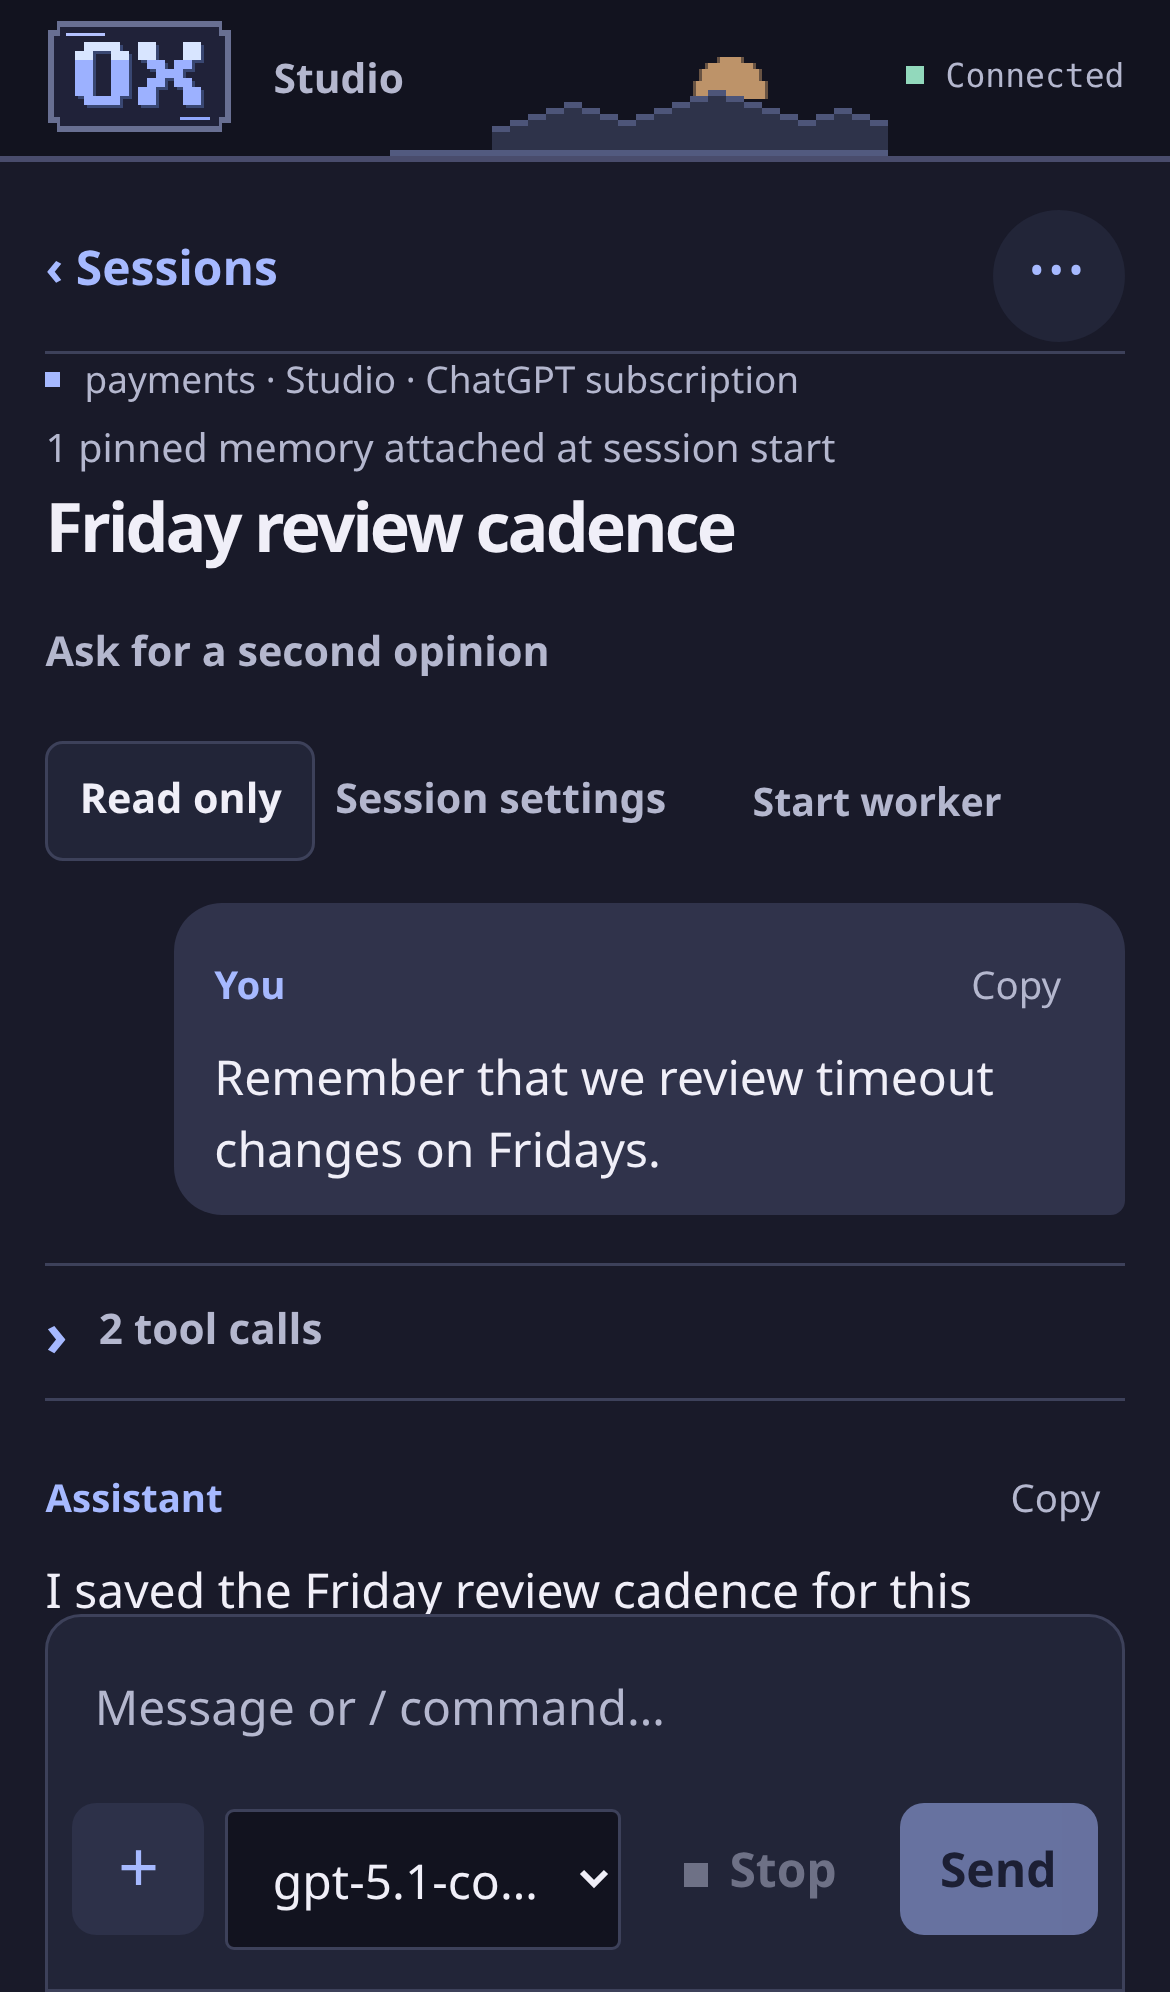 OX Studio Connected
‹ Sessions ...
payments · Studio · ChatGPT subscription
1 pinned memory attached at session start
Friday review cadence
Ask for a second opinion
Read only Session settings Start worker
You Copy
Remember that we review timeout
changes on Fridays.
› 2 tool calls
Assistant Copy
I saved the Friday review cadence for this
Message or / command...
+ gpt-5.1-co... Stop Send